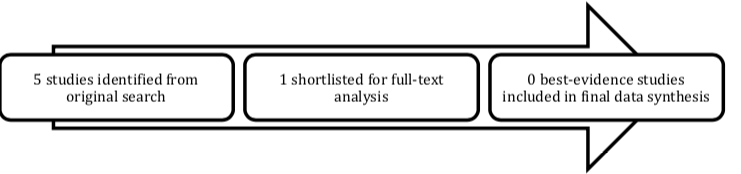 5 studies identified from
original search
1 shortlisted for full-text
analysis
0 best-evidence studies
included in final data synthesis